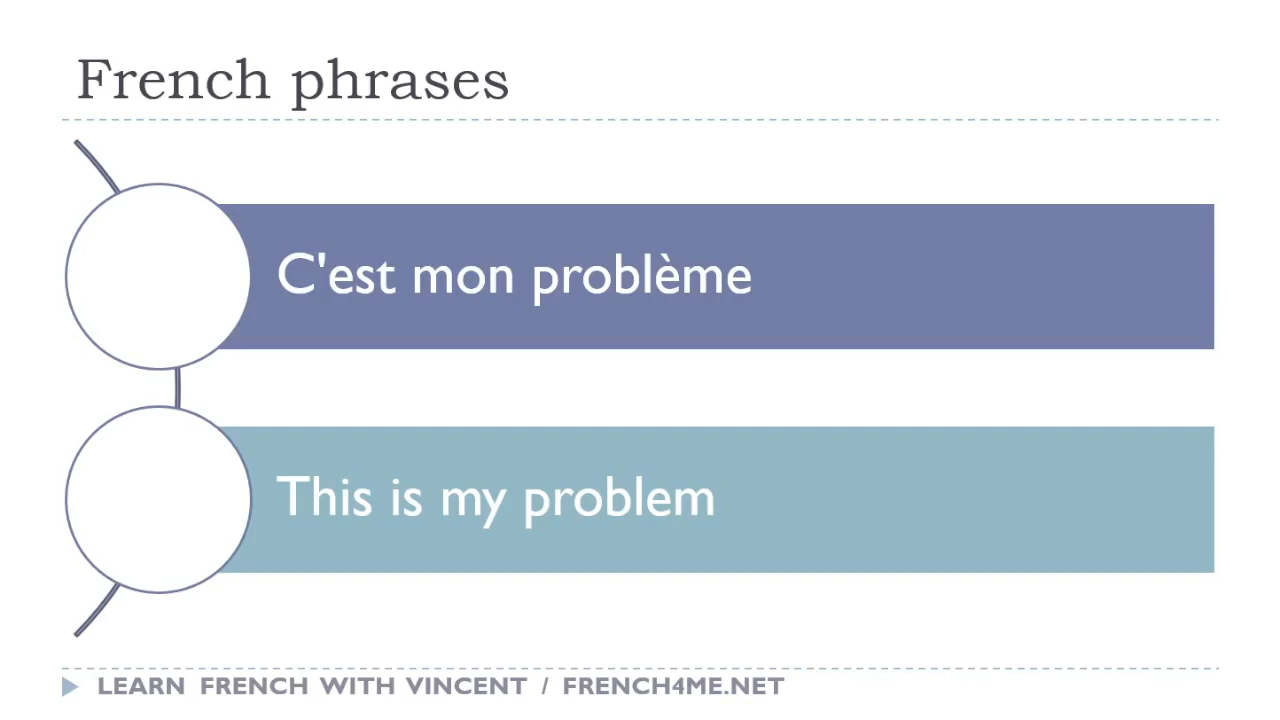 French phrases
C'est mon problème
This is my problem
LEARN FRENCH WITH VINCENT / FRENCH4ME.NET